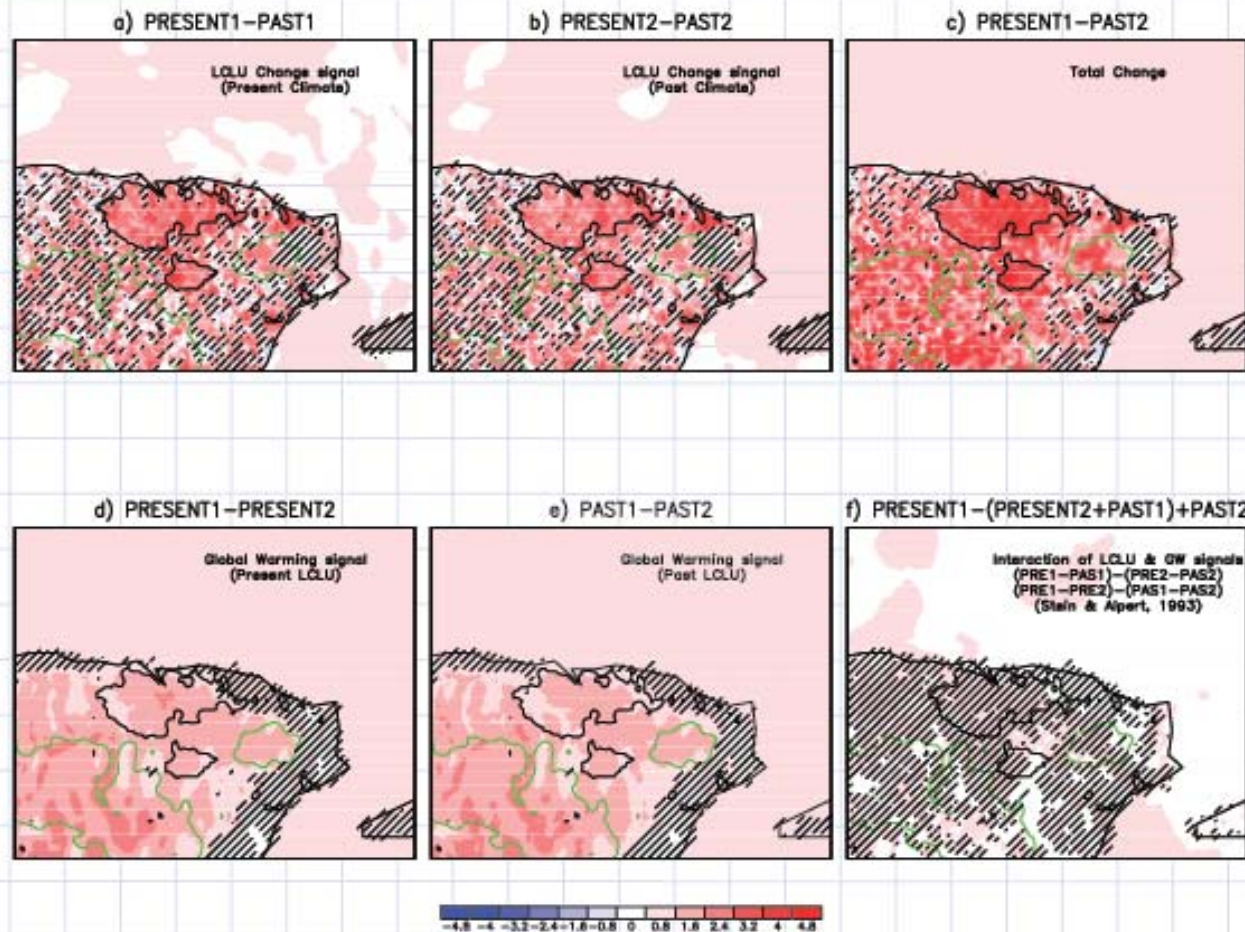 a) PRESENT1-PAST1
b) PRESENT2-PAST2
c) PRESENT1-PAST2
LCLU Change signal
(Present Climate)
LCLU Change singnal
(Past Climate)
Total Change
d) PRESENT1-PRESENT2
e) PAST1-PAST2
f) PRESENT1-(PRESENT2+PAST1)+PAST2
Global Warming signal
(Present LCLU)
Global Warming signal
(Past LCLU)
Interaction of LCLU & GW signals
(PRE1-PAS1)-(PRE2-PAS2)
(PRE1-PRE2)-(PAS1-PAS2)
(Stein & Alpert, 1993)
-4.8 -4 -3.2 -2.4 -1.6 -0.8 0 0.8 1.6 2.4 3.2 4 4.8